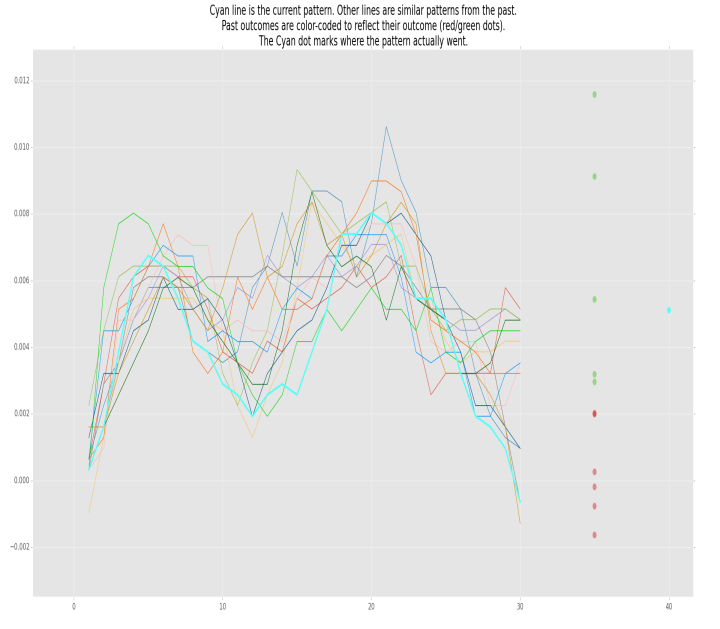 Cyan line is the current pattern. Other lines are similar patterns from the past.
Past outcomes are color-coded to reflect their outcome (red/green dots).
The Cyan dot marks where the pattern actually went.
0.012
0.010
0.008
0.006
0.004
0.002
0.000
−0.002
0 10 20 30 40